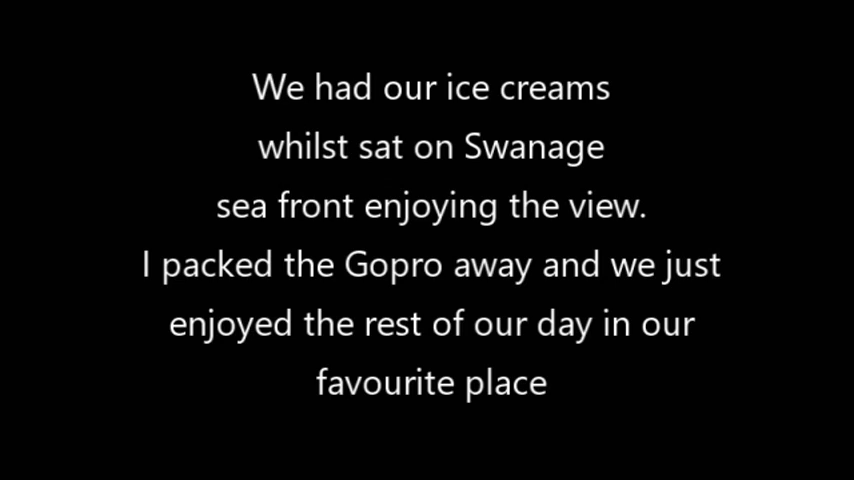 We had our ice creams
whilst sat on Swanage
sea front enjoying the view.
I packed the Gopro away and we just
enjoyed the rest of our day in our
favourite place